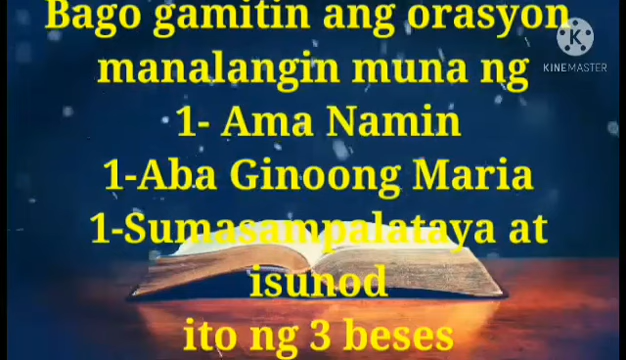 Bago gamitin ang orasyon
manalangin muna ng
1- Ama Namin
1-Aba Ginoong Maria
1-Sumasampalataya at
isunod
ito ng 3 beses
K
KINEMASTER